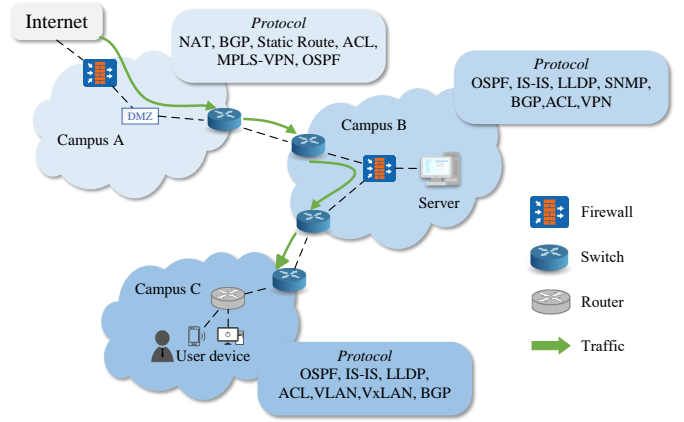 Internet
Protocol
NAT, BGP, Static Route, ACL,
MPLS-VPN, OSPF
Protocol
OSPF, IS-IS, LLDP, SNMP,
BGP,ACL,VPN
DMZ
Campus A
Campus B
Server
Firewall
Switch
Router
Traffic
Campus C
User device
Protocol
OSPF, IS-IS, LLDP,
ACL,VLAN,VxLAN, BGP